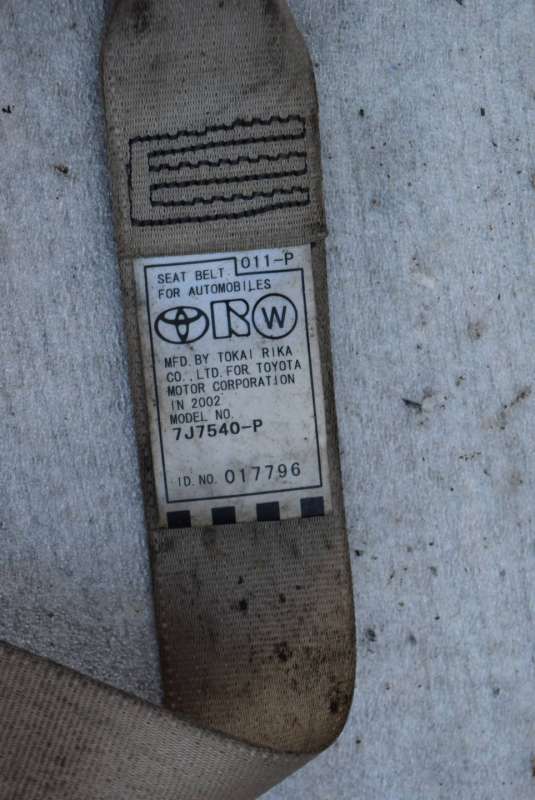 SEAT BELT 011-P
FOR AUTOMOBILES
W
MFD. BY TOKAI RIKA
CO., LTD. FOR TOYOTA
MOTOR CORPORATION
IN 2002
MODEL NO.
7J7540-P
ID. NO. 017796